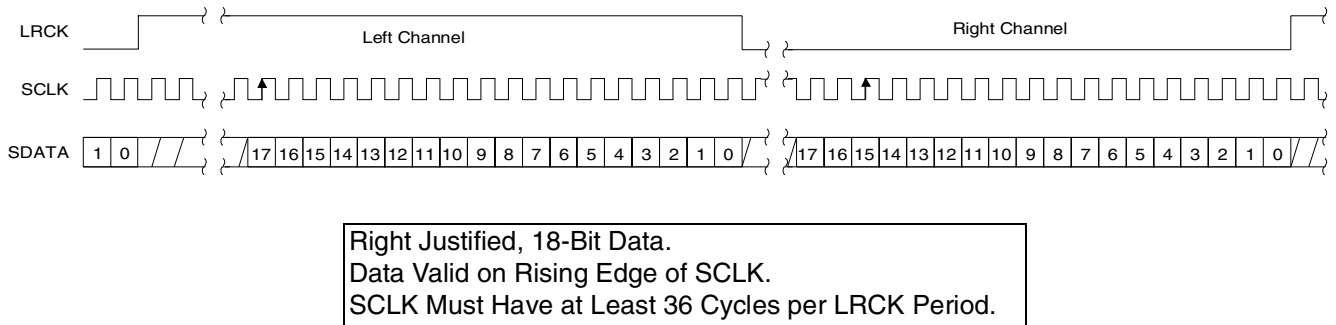 LRCK Left Channel Right Channel
SCLK
SDATA 1 0 17 16 15 14 13 12 11 10 9 8 7 6 5 4 3 2 1 0 17 16 15 14 13 12 11 10 9 8 7 6 5 4 3 2 1 0
Right Justified, 18-Bit Data.
Data Valid on Rising Edge of SCLK.
SCLK Must Have at Least 36 Cycles per LRCK Period.